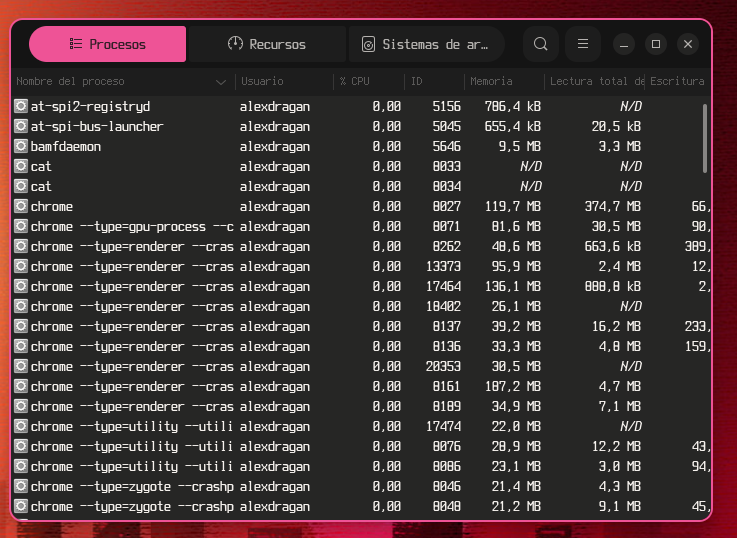 Procesos
Recursos
Sistemas de ar…
Nombre del proceso Usuario % CPU ID Memoria Lectura total de Escritura
at-spi2-registryd alexdragan 0,00 5156 786,4 kB N/D
at-spi-bus-launcher alexdragan 0,00 5045 655,4 kB 20,5 kB
bamfdaemon alexdragan 0,00 5646 9,5 MB 3,3 MB
cat alexdragan 0,00 8033 N/D N/D
cat alexdragan 0,00 8034 N/D N/D
chrome alexdragan 0,00 8027 119,7 MB 374,7 MB 66,
chrome --type=gpu-process --c alexdragan 0,00 8071 81,6 MB 30,5 MB 90,
chrome --type=renderer --cras alexdragan 0,00 8262 48,6 MB 663,6 kB 389,
chrome --type=renderer --cras alexdragan 0,00 13373 95,9 MB 2,4 MB 12,
chrome --type=renderer --cras alexdragan 0,00 17464 136,1 MB 888,8 kB 2,
chrome --type=renderer --cras alexdragan 0,00 18402 26,1 MB N/D
chrome --type=renderer --cras alexdragan 0,00 8137 39,2 MB 16,2 MB 233,
chrome --type=renderer --cras alexdragan 0,00 8136 33,3 MB 4,8 MB 159,
chrome --type=renderer --cras alexdragan 0,00 20353 30,5 MB N/D
chrome --type=renderer --cras alexdragan 0,00 8161 187,2 MB 4,7 MB
chrome --type=renderer --cras alexdragan 0,00 8189 34,9 MB 7,1 MB
chrome --type=utility --utili alexdragan 0,00 17474 22,0 MB N/D
chrome --type=utility --utili alexdragan 0,00 8076 28,9 MB 12,2 MB 43,
chrome --type=utility --utili alexdragan 0,00 8086 23,1 MB 3,0 MB 94,
chrome --type=zygote --crashp alexdragan 0,00 8046 21,4 MB 4,3 MB
chrome --type=zygote --crashp alexdragan 0,00 8048 21,2 MB 9,1 MB 45,